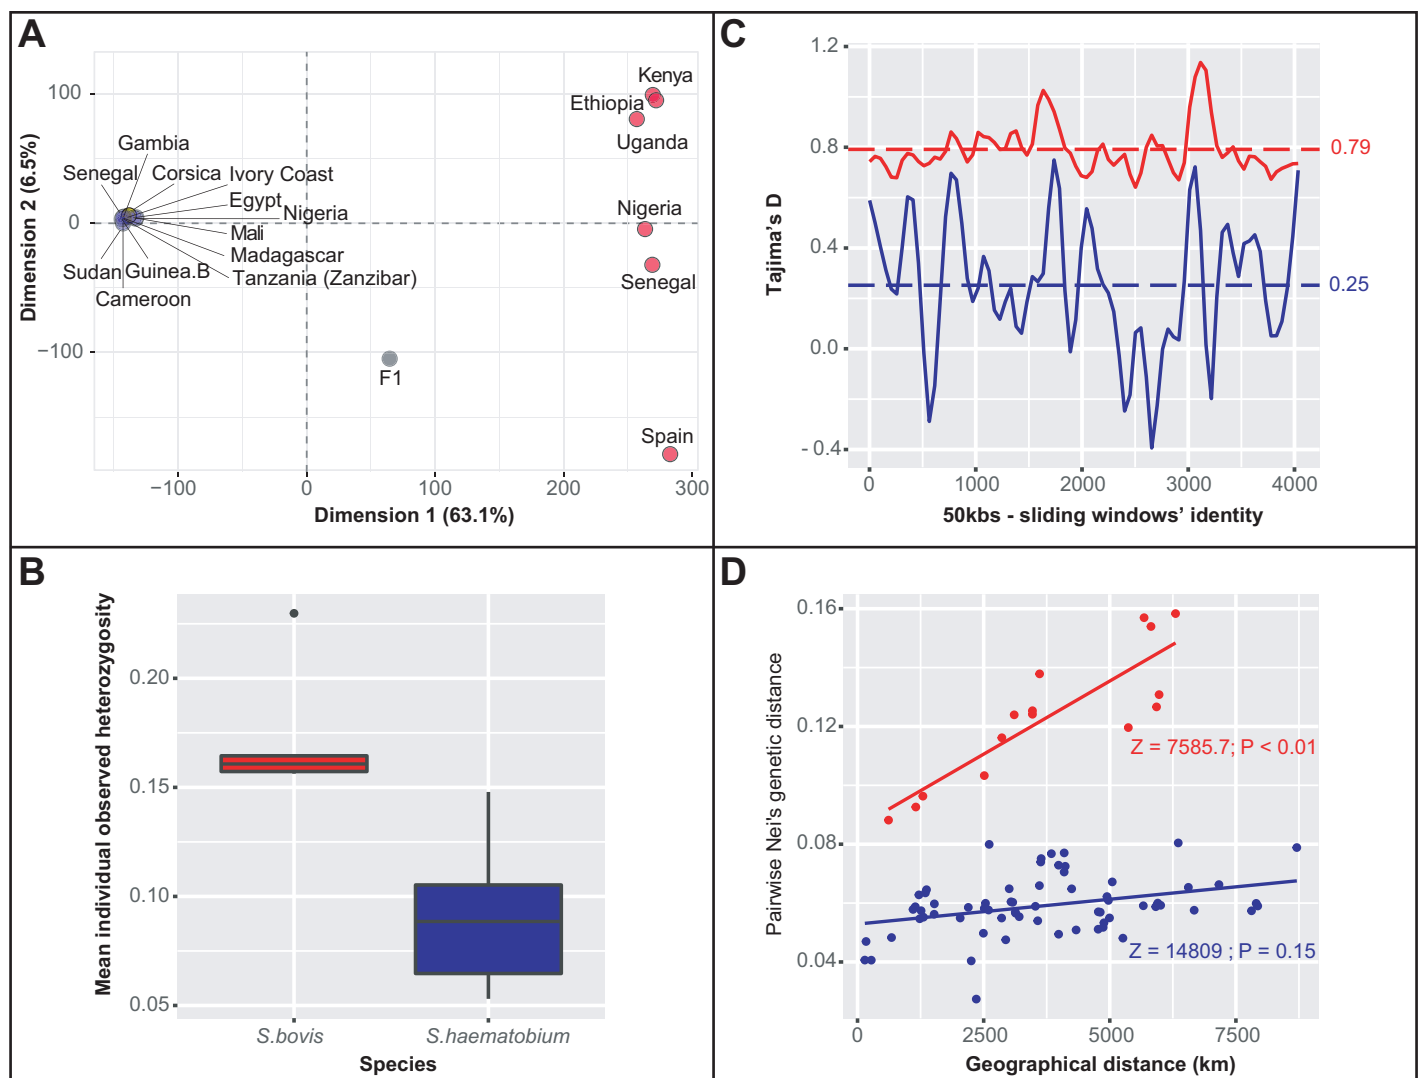 A
Dimension 2 (6.5%)
100
0
−100
Kenya
Ethiopia
Uganda
Gambia
Senegal
Corsica
Ivory Coast
Egypt
Nigeria
Mali
Madagascar
Tanzania (Zanzibar)
Sudan
Guinea.B
Cameroon
Nigeria
Senegal
F1
Spain
−100
0
100
200
300
Dimension 1 (63.1%)
C
Tajima's D
1.2
0.8
0.4
0.0
- 0.4
0.79
0.25
0
1000
2000
3000
4000
50kbs - sliding windows' identity
B
Mean individual observed heterozygosity
0.20
0.15
0.10
0.05
S.bovis
S.haematobium
Species
D
Pairwise Nei's genetic distance
0.16
0.12
0.08
0.04
Z = 7585.7; P < 0.01
Z = 14809 ; P = 0.15
0
2500
5000
7500
Geographical distance (km)